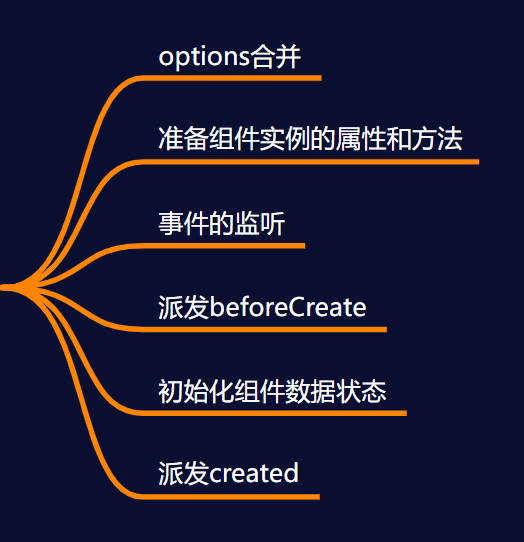 options合并
准备组件实例的属性和方法
事件的监听
派发beforeCreate
初始化组件数据状态
派发created